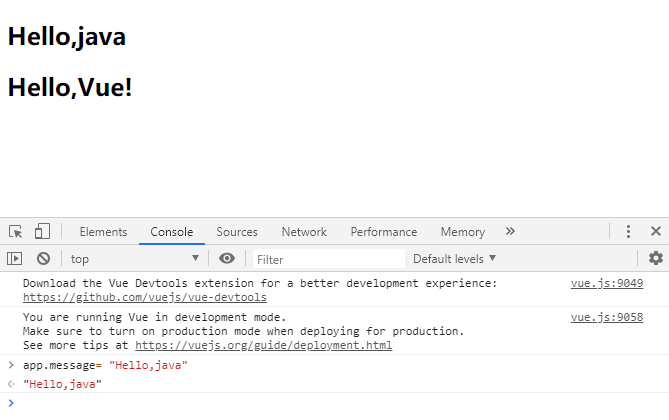 Hello,java
Hello,Vue!
Elements Console Sources Network Performance Memory »
top ▼ Filter Default levels ▼
Download the Vue Devtools extension for a better development experience: vue.js:9049
https://github.com/vuejs/vue-devtools
You are running Vue in development mode. vue.js:9058
Make sure to turn on production mode when deploying for production.
See more tips at https://vuejs.org/guide/deployment.html
> app.message= "Hello,java"
<· "Hello,java"
>